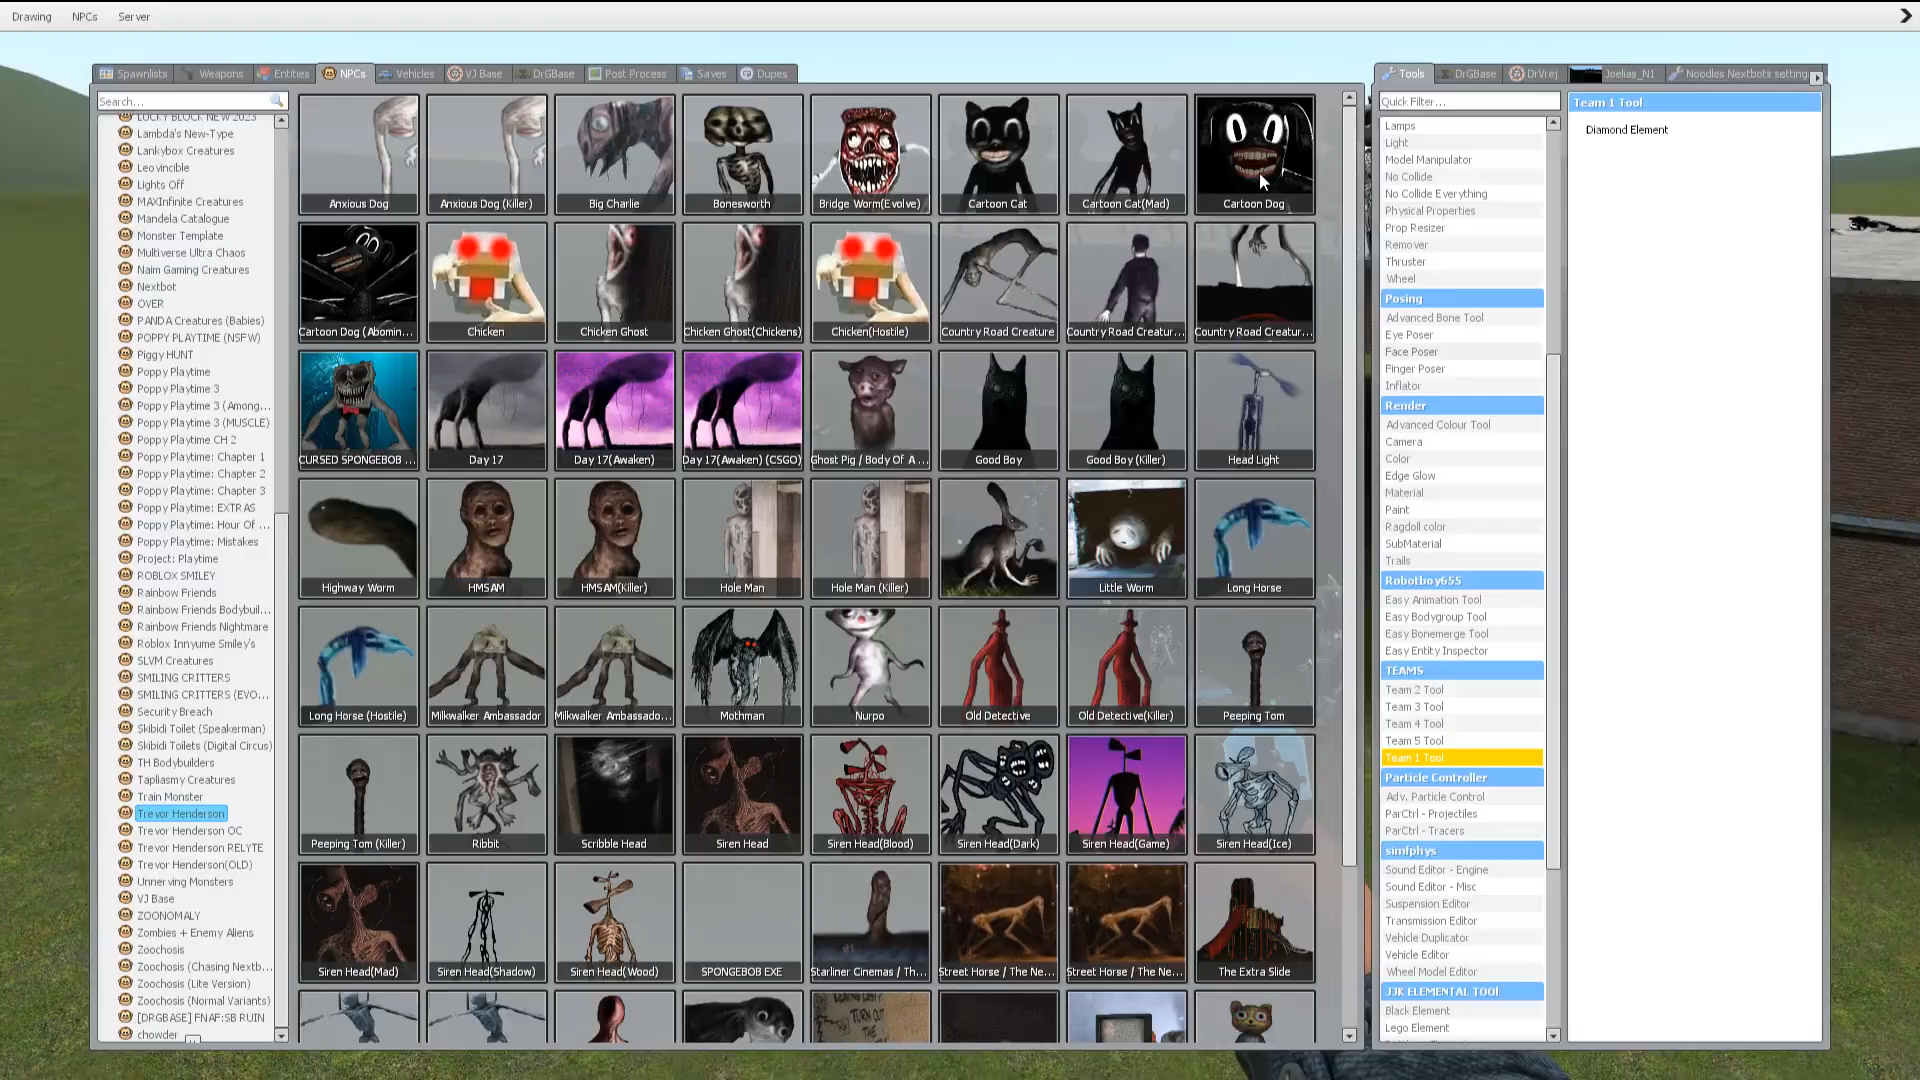 Drawing NPCs Server
Spawnlists Weapons Entities NPCs Vehicles VJ Base DrGBase Post Process Saves Dupes
Search...
LUCKY BLOCK NEW 2023
Lambda's New-Type
Lankybox Creatures
Leovincible
Lights Off
MAXInfinite Creatures
Mandela Catalogue
Monster Template
Multiverse Ultra Chaos
Naim Gaming Creatures
Nextbot
OVER
PANDA Creatures (Babies)
POPPY PLAYTIME (NSFW)
Piggy HUNT
Poppy Playtime
Poppy Playtime 3
Poppy Playtime 3 (Among...
Poppy Playtime 3 (MUSCLE)
Poppy Playtime CH 2
Poppy Playtime: Chapter 1
Poppy Playtime: Chapter 2
Poppy Playtime: Chapter 3
Poppy Playtime: EXTRAS
Poppy Playtime: Hour Of ...
Poppy Playtime: Mistakes
Project: Playtime
ROBLOX SMILEY
Rainbow Friends
Rainbow Friends Bodybuil...
Rainbow Friends Nightmare
Roblox Innyume Smiley's
SLVM Creatures
SMILING CRITTERS
SMILING CRITTERS (EVO...
Security Breach
Skibidi Toilet (Speakerman)
Skibidi Toilets (Digital Circus)
TH Bodybuilders
Tapliasmy Creatures
Train Monster
Trevor Henderson
Trevor Henderson OC
Trevor Henderson RELYTE
Trevor Henderson(OLD)
Unnerving Monsters
VJ Base
ZOONOMALY
Zombies + Enemy Aliens
Zoochosis
Zoochosis (Chasing Nextb...
Zoochosis (Lite Version)
Zoochosis (Normal Variants)
[DRGBASE] FNAF:SB RUIN
chowder
Anxious Dog
Anxious Dog (Killer)
Big Charlie
Bonesworth
Bridge Worm(Evolve)
Cartoon Cat
Cartoon Cat(Mad)
Cartoon Dog
Cartoon Dog (Abomin...
Chicken
Chicken Ghost
Chicken Ghost(Chickens)
Chicken(Hostile)
Country Road Creature
Country Road Creatur...
Country Road Creatur...
CURSED SPONGEBOB ...
Day 17
Day 17(Awaken)
Day 17(Awaken) (CSGO)
Ghost Pig / Body Of A ...
Good Boy
Good Boy (Killer)
Head Light
Highway Worm
HMSAM
HMSAM(Killer)
Hole Man
Hole Man (Killer)
Little Worm
Long Horse
Long Horse (Hostile)
Milkwalker Ambassador
Milkwalker Ambassado...
Mothman
Nurpo
Old Detective
Old Detective(Killer)
Peeping Tom
Peeping Tom (Killer)
Ribbit
Scribble Head
Siren Head
Siren Head(Blood)
Siren Head(Dark)
Siren Head(Game)
Siren Head(Ice)
Siren Head(Mad)
Siren Head(Shadow)
Siren Head(Wood)
SPONGEBOB EXE
Starliner Cinemas / Th...
Street Horse / The Ne...
Street Horse / The Ne...
The Extra Slide
TURN OUT
THE
Tools DrGBase DrVrej Joelias_N1 Noodles Nextbots setting
Quick Filter...
Lamps
Light
Model Manipulator
No Collide
No Collide Everything
Physical Properties
Prop Resizer
Remover
Thruster
Wheel
Posing
Advanced Bone Tool
Eye Poser
Face Poser
Finger Poser
Inflator
Render
Advanced Colour Tool
Camera
Color
Edge Glow
Material
Paint
Ragdoll color
SubMaterial
Trails
Robotboy655
Easy Animation Tool
Easy Bodygroup Tool
Easy Bonemerge Tool
Easy Entity Inspector
TEAMS
Team 2 Tool
Team 3 Tool
Team 4 Tool
Team 5 Tool
Team 1 Tool
Particle Controller
Adv. Particle Control
ParCtrl - Projectiles
ParCtrl - Tracers
simfphys
Sound Editor - Engine
Sound Editor - Misc
Suspension Editor
Transmission Editor
Vehicle Duplicator
Vehicle Editor
Wheel Model Editor
JJK ELEMENTAL TOOl
Black Element
Lego Element
Team 1 Tool
Diamond Element